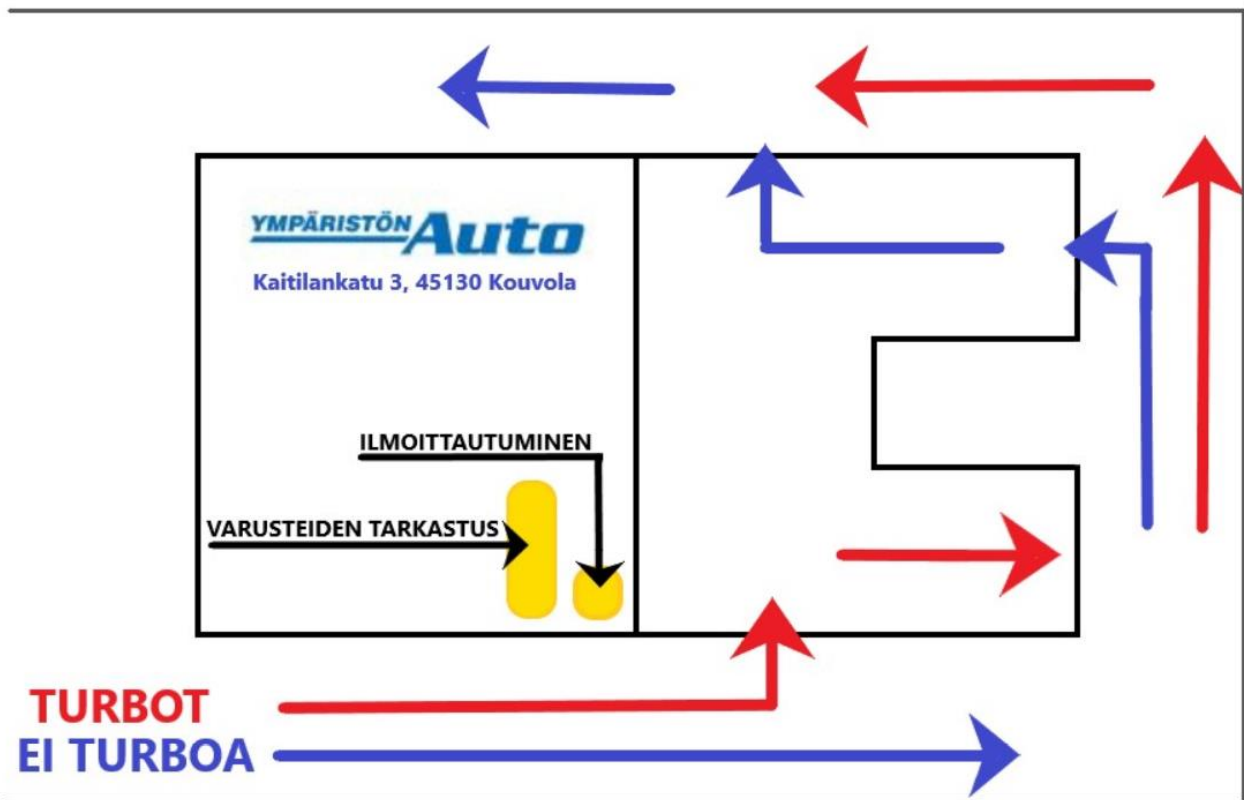 YMPÄRISTÖN Auto
Kaitilankatu 3, 45130 Kouvola
ILMOITTAUTUMINEN
VARUSTEIDEN TARKASTUS
TURBOT
EI TURBOA